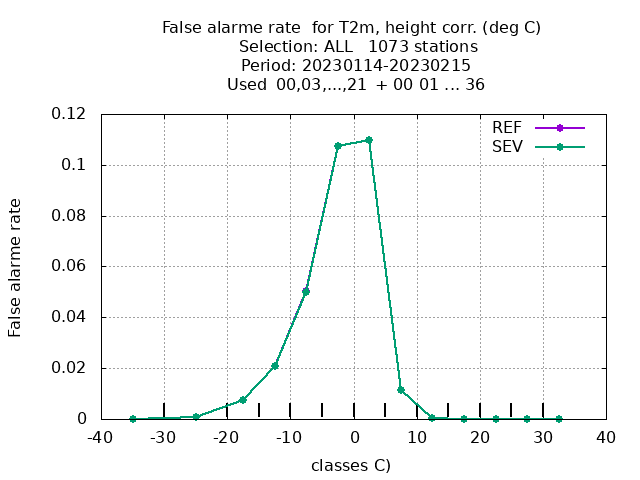 False alarme rate  for T2m, height corr. (deg C)
Selection: ALL   1073 stations
Period: 20230114-20230215
Used  00,03,...,21  + 00 01 ... 36
REF
SEV
False alarme rate
0.12
0.1
0.08
0.06
0.04
0.02
0
-40 -30 -20 -10 0 10 20 30 40
classes C)